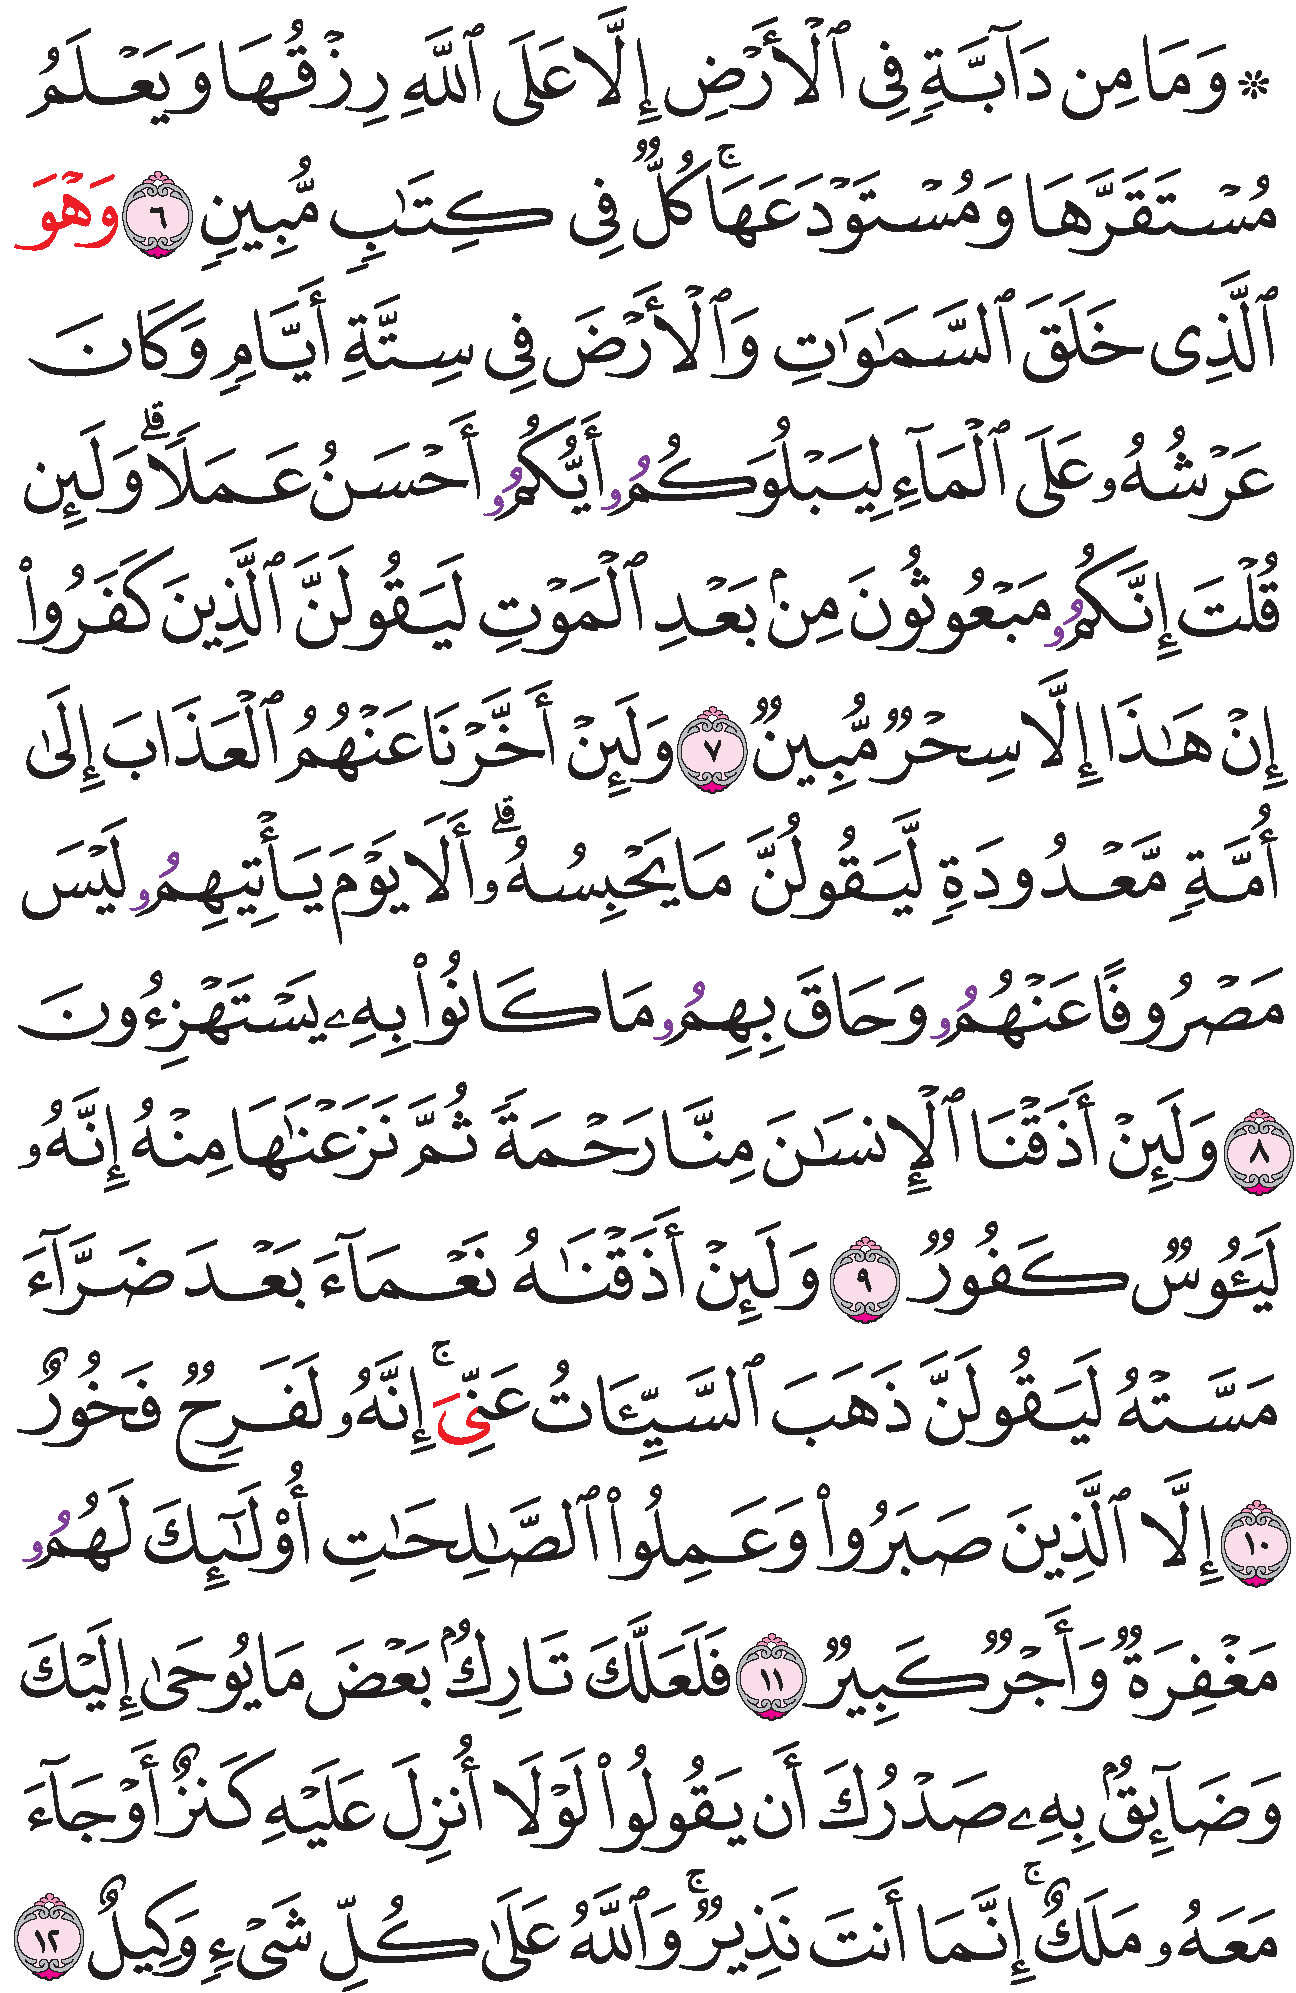 ۞ وَمَا مِن دَآبَّةٖ فِي ٱلۡأَرۡضِ إِلَّا عَلَى ٱللَّهِ رِزۡقُهَا وَيَعۡلَمُ
مُسۡتَقَرَّهَا وَمُسۡتَوۡدَعَهَاۚ كُلّٞ فِي كِتَٰبٖ مُّبِينٖ ٦ وَهۡوَ
ٱلَّذِي خَلَقَ ٱلسَّمَٰوَٰتِ وَٱلۡأَرۡضَ فِي سِتَّةِ أَيَّامٖ وَكَانَ
عَرۡشُهُۥ عَلَى ٱلۡمَآءِ لِيَبۡلُوَكُمُۥ أَيُّكُمُۥ أَحۡسَنُ عَمَلٗاۗ وَلَئِن
قُلۡتَ إِنَّكُمُۥ مَبۡعُوثُونَ مِنۢ بَعۡدِ ٱلۡمَوۡتِ لَيَقُولَنَّ ٱلَّذِينَ كَفَرُواْ
إِنۡ هَٰذَا إِلَّا سِحۡرٞ مُّبِينٞ ٧ وَلَئِنۡ أَخَّرۡنَا عَنۡهُمُ ٱلۡعَذَابَ إِلَىٰ
أُمَّةٖ مَّعۡدُودَةٖ لَّيَقُولُنَّ مَا يَحۡبِسُهُۥۗ أَلَا يَوۡمَ يَأۡتِيهِمُۥ لَيۡسَ
مَصۡرُوفًا عَنۡهُمُۥ وَحَاقَ بِهِمُۥ مَا كَانُواْ بِهِۦ يَسۡتَهۡزِءُونَ
٨ وَلَئِنۡ أَذَقۡنَا ٱلۡإِنسَٰنَ مِنَّا رَحۡمَةٗ ثُمَّ نَزَعۡنَٰهَا مِنۡهُ إِنَّهُۥ
لَيَـُٔوسٞ كَفُورٞ ٩ وَلَئِنۡ أَذَقۡنَٰهُ نَعۡمَآءَ بَعۡدَ ضَرَّآءَ
مَسَّتۡهُ لَيَقُولَنَّ ذَهَبَ ٱلسَّيِّـَٔاتُ عَنِّيَۚ إِنَّهُۥ لَفَرِحٞ فَخُورٌ
١٠ إِلَّا ٱلَّذِينَ صَبَرُواْ وَعَمِلُواْ ٱلصَّٰلِحَٰتِ أُوْلَٰٓئِكَ لَهُمُۥ
مَغۡفِرَةٞ وَأَجۡرٞ كَبِيرٞ ١١ فَلَعَلَّكَ تَارِكُۢ بَعۡضَ مَا يُوحَىٰ إِلَيۡكَ
وَضَآئِقُۢ بِهِۦ صَدۡرُكَ أَن يَقُولُواْ لَوۡلَا أُنزِلَ عَلَيۡهِ كَنزٌ أَوۡ جَآءَ
مَعَهُۥ مَلَكٌۚ إِنَّمَا أَنتَ نَذِيرٞۚ وَٱللَّهُ عَلَىٰ كُلِّ شَيۡءٖ وَكِيلٌ ١٢